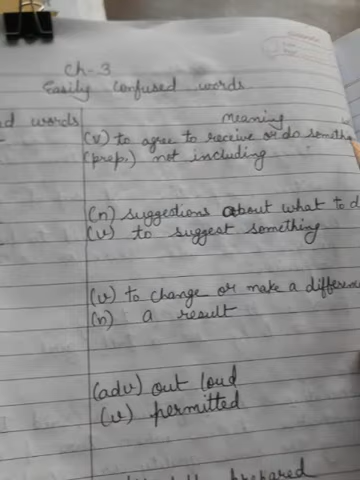 Ch-3
Easily confused words
d words Meaning
(v) to agree to receive or do someth
(prep.) not including
(n) suggestions about what to d
(v) to suggest something
(v) to change or make a differen
(n) a result
(adv) out loud
(v) permitted
prepared